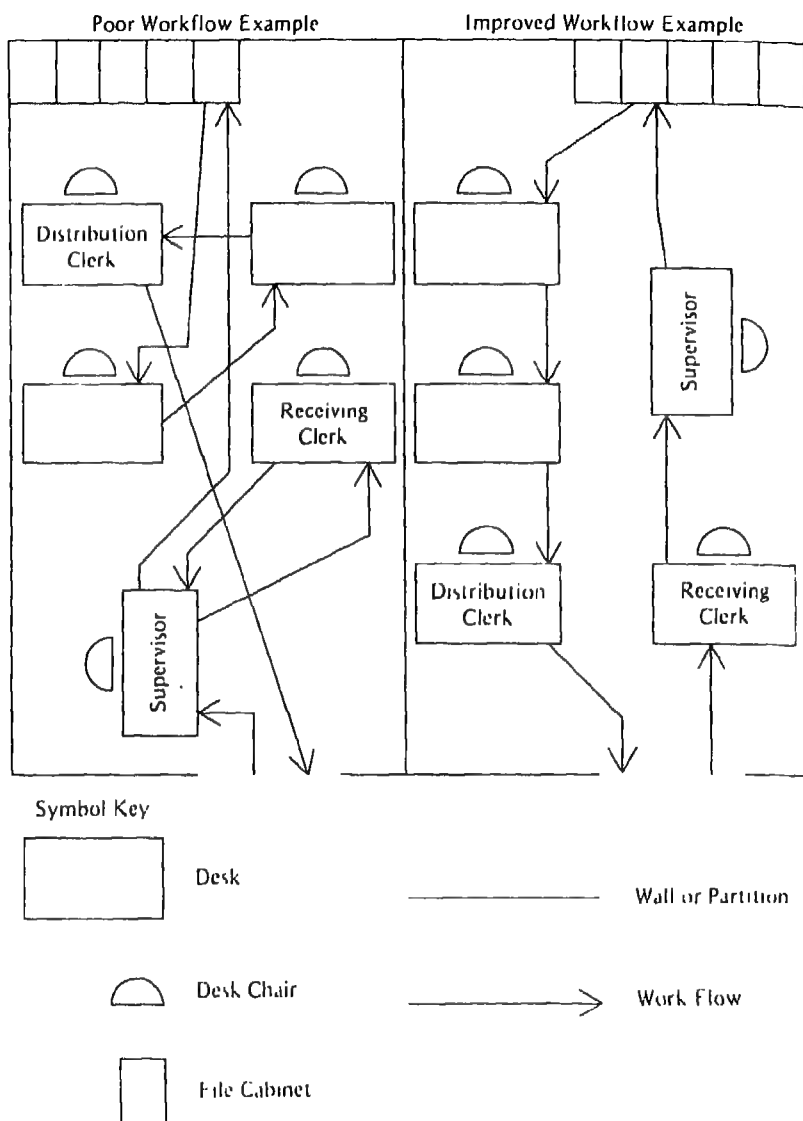 Poor Workflow Example
Improved Workflow Example
Distribution
Clerk
Receiving
Clerk
Supervisor
Supervisor
Distribution
Clerk
Receiving
Clerk
Symbol Key
Desk
Wall or Partition
Desk Chair
Work Flow
File Cabinet